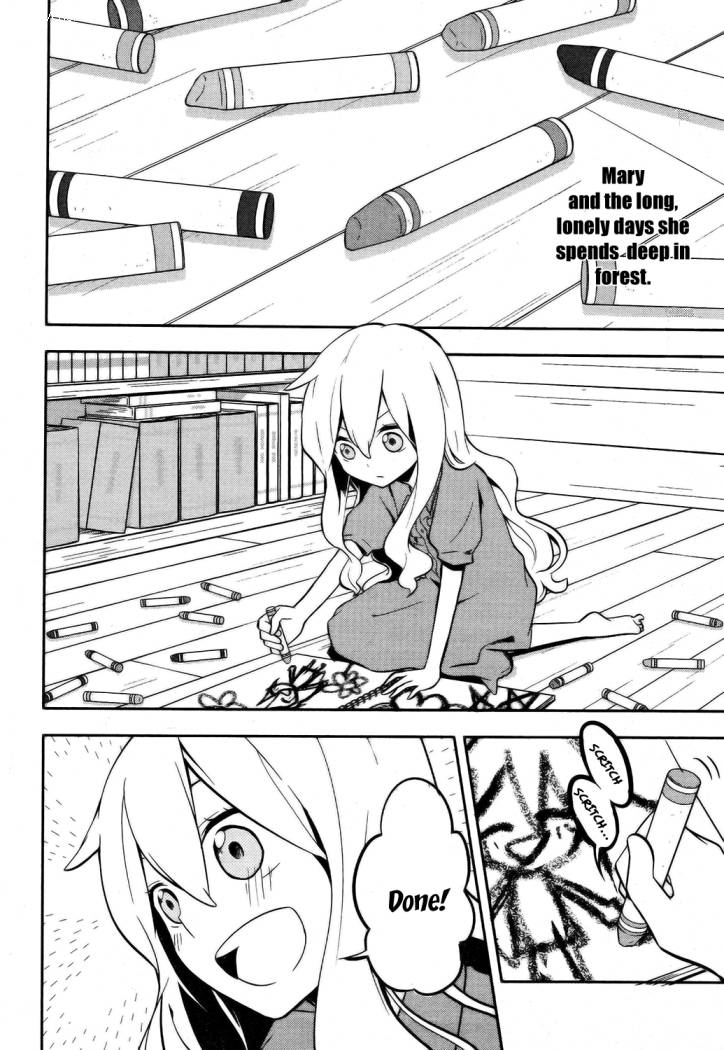 Mary
and the long,
lonely days she
spends deep in
forest.
SCRITCH
SCRITCH...
Done!